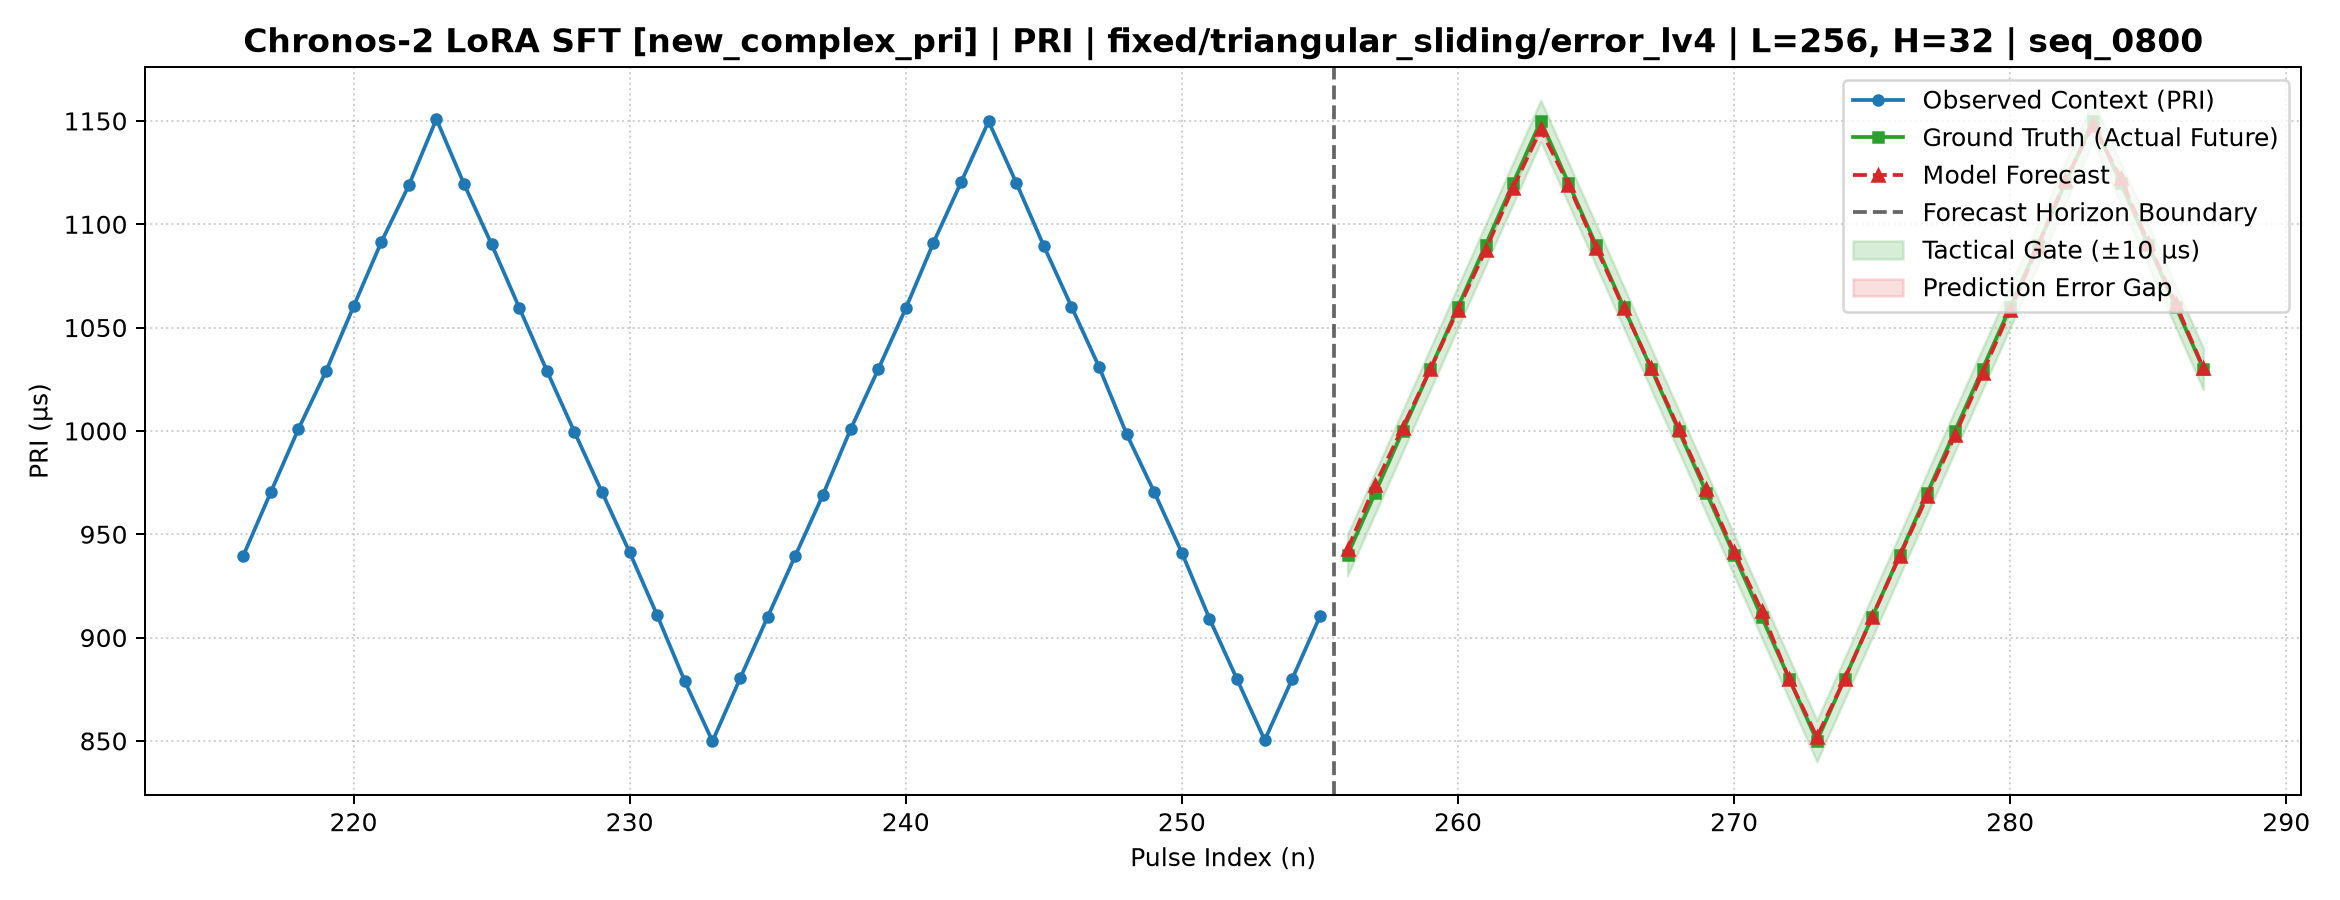 Chronos-2 LoRA SFT [new_complex_pri] | PRI | fixed/triangular_sliding/error_lv4 | L=256, H=32 | seq_0800
Observed Context (PRI)
Ground Truth (Actual Future)
Model Forecast
Forecast Horizon Boundary
Tactical Gate (±10 µs)
Prediction Error Gap
PRI (µs)
1150
1100
1050
1000
950
900
850
220
230
240
250
260
270
280
290
Pulse Index (n)